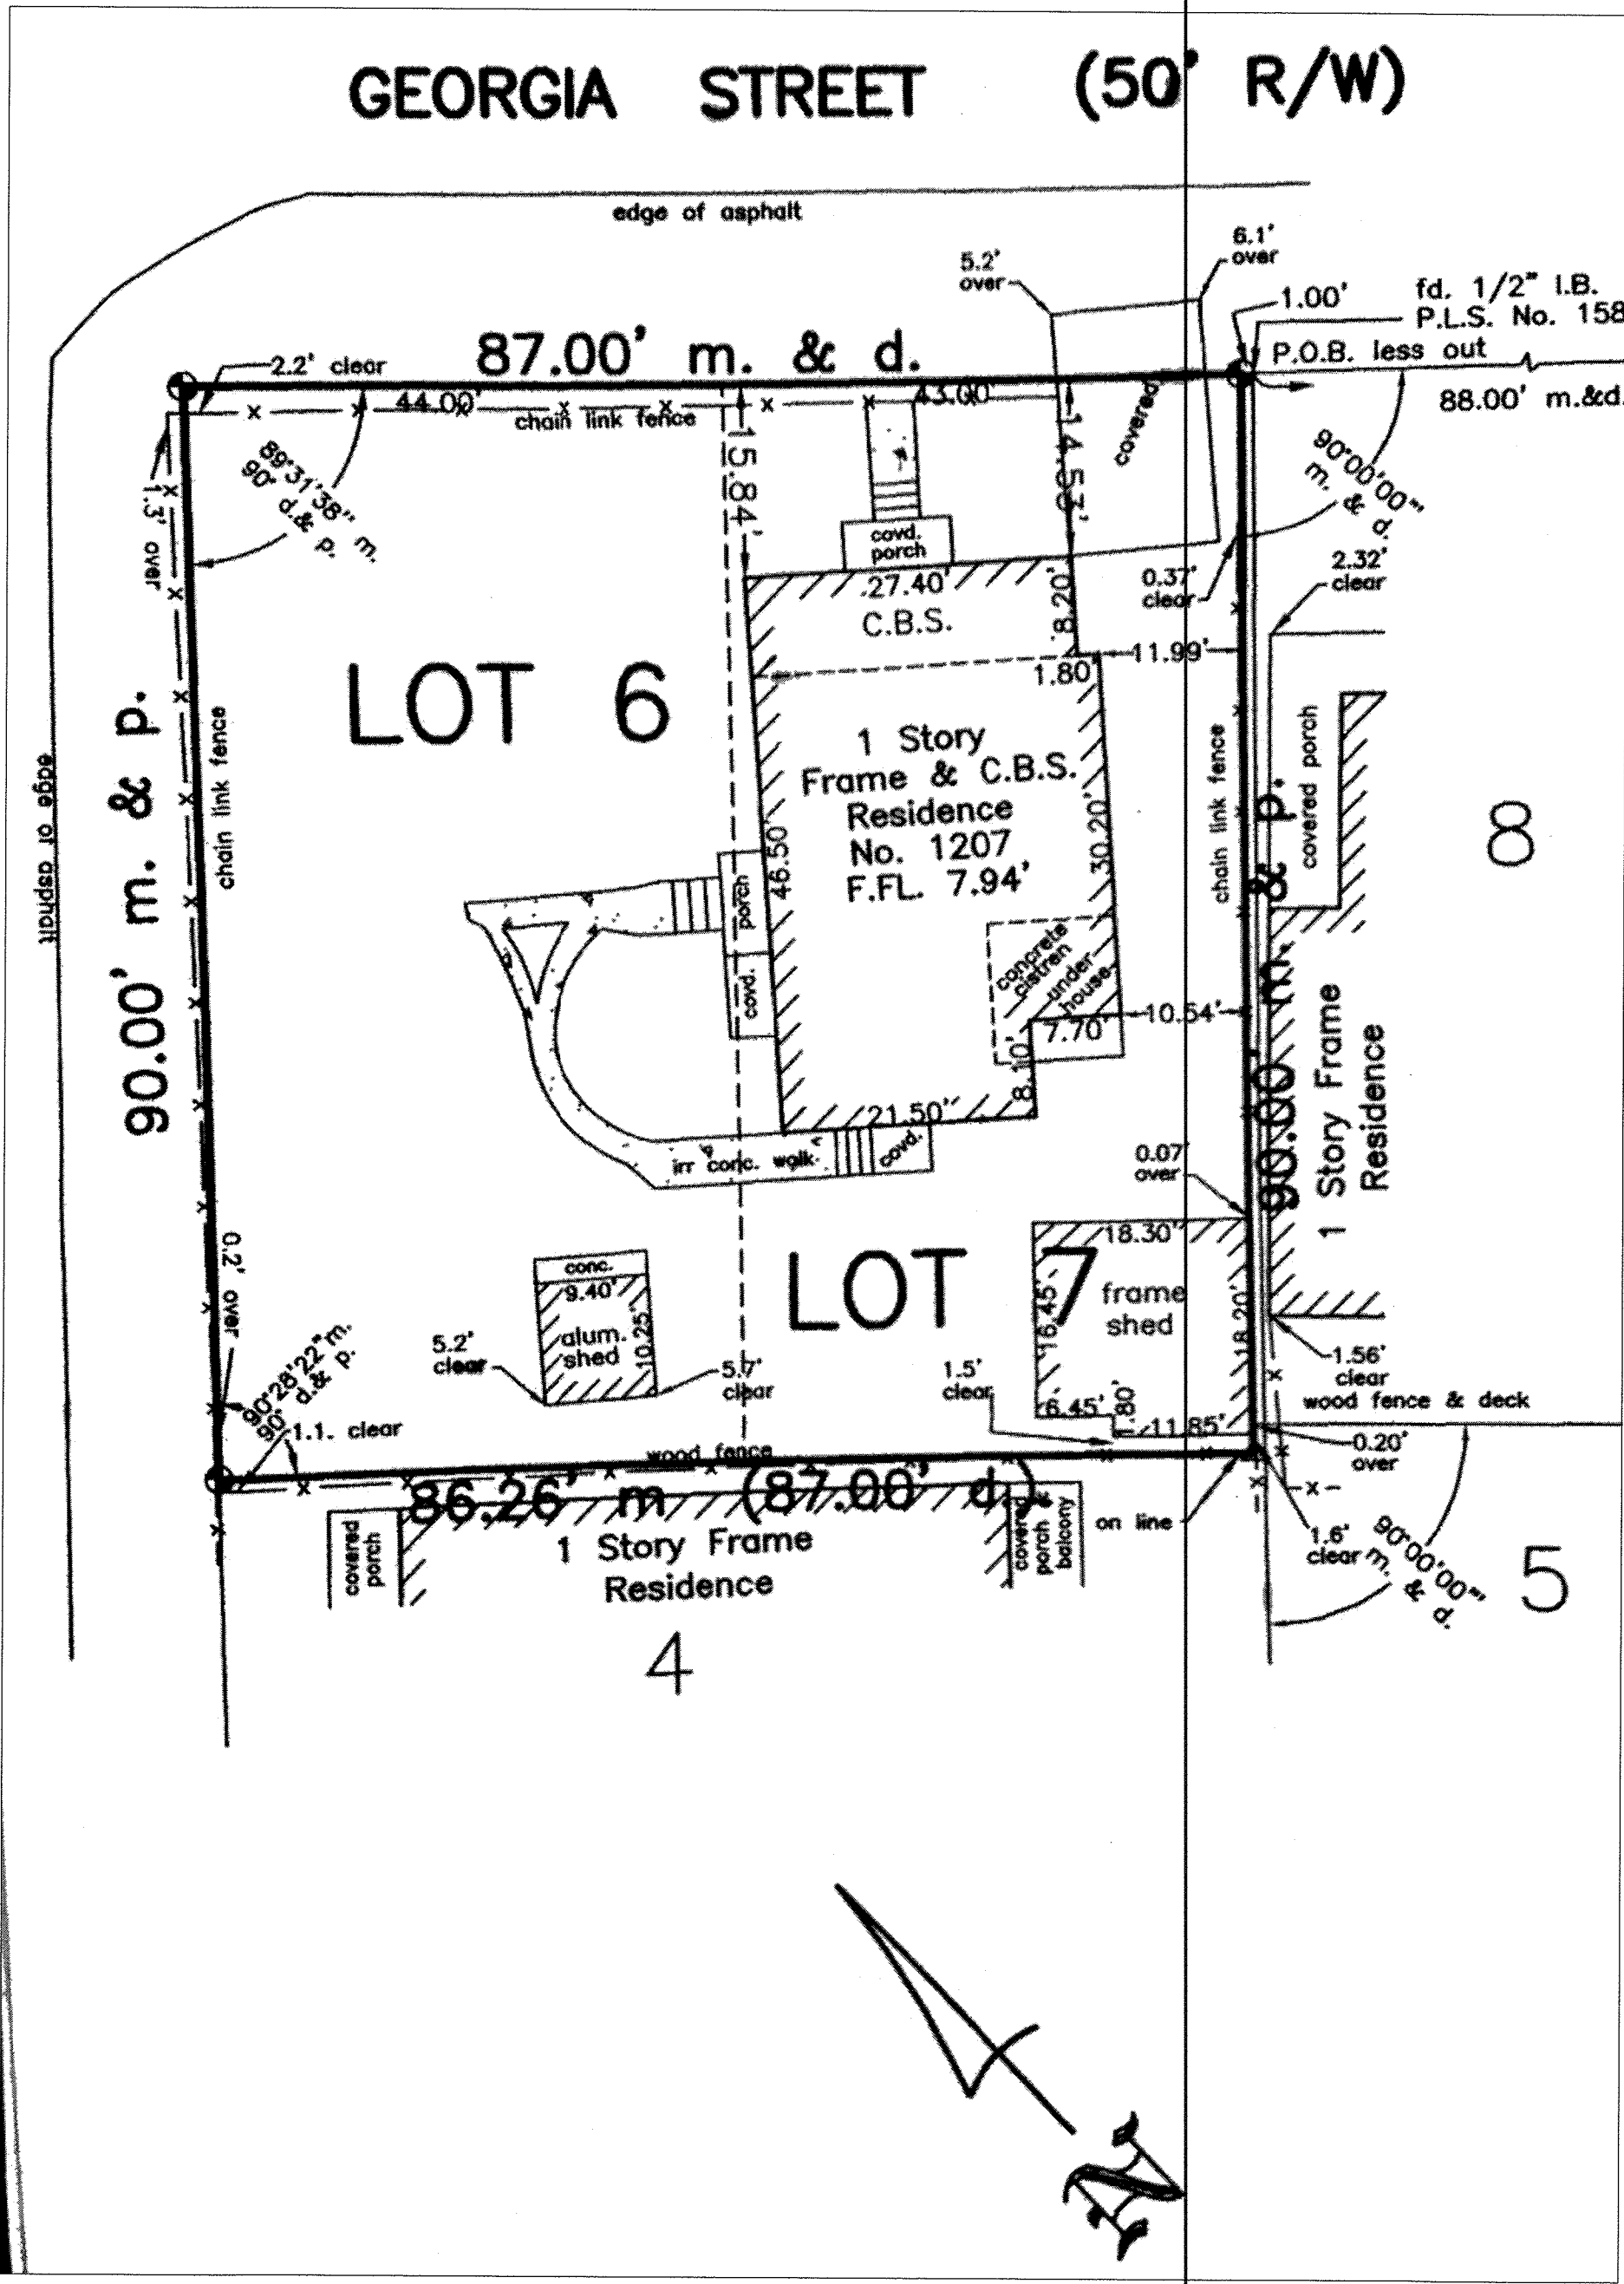 GEORGIA STREET (50' R/W)
edge of asphalt
5.2'
over
6.1'
over
1.00'
fd. 1/2" I.B.
P.L.S. No. 158
P.O.B. less out
88.00' m.&d.
2.2' clear
87.00' m. & d.
44.00'
43.00'
chain link fence
89°31'38" m.
90° d.& p.
1.3' over
15.84'
14.53'
covered
90°00'00"
m. & d.
covd.
porch
27.40'
C.B.S.
8.20'
0.37'
clear
2.32'
clear
11.99'
1.80'
LOT 6
1 Story
Frame & C.B.S.
Residence
No. 1207
F.FL. 7.94'
46.50'
30.20'
chain link fence
90.00' m. & p.
edge of asphalt
chain link fence
covered porch
8
90.00' m. & p.
porch
covd.
concrete
cistren
under
house
10.54'
7.70'
8.10'
21.50'
1 Story Frame
Residence
irr conc. walk
covd.
0.07'
over
LOT 7
18.30'
frame
shed
16.45'
18.20'
6.45'
1.80'
11.85'
conc.
9.40'
alum.
shed
10.25'
5.2'
clear
5.7'
clear
1.5'
clear
0.2' over
90°28'22"m.
90° d.& p.
1.1. clear
1.56'
clear
wood fence & deck
0.20'
over
wood fence
86.26' m (87.00' d)
on line
1.6'
clear
90°00'00"
m. & d.
5
covered
porch
1 Story Frame
Residence
covered
porch &
balcony
4
N